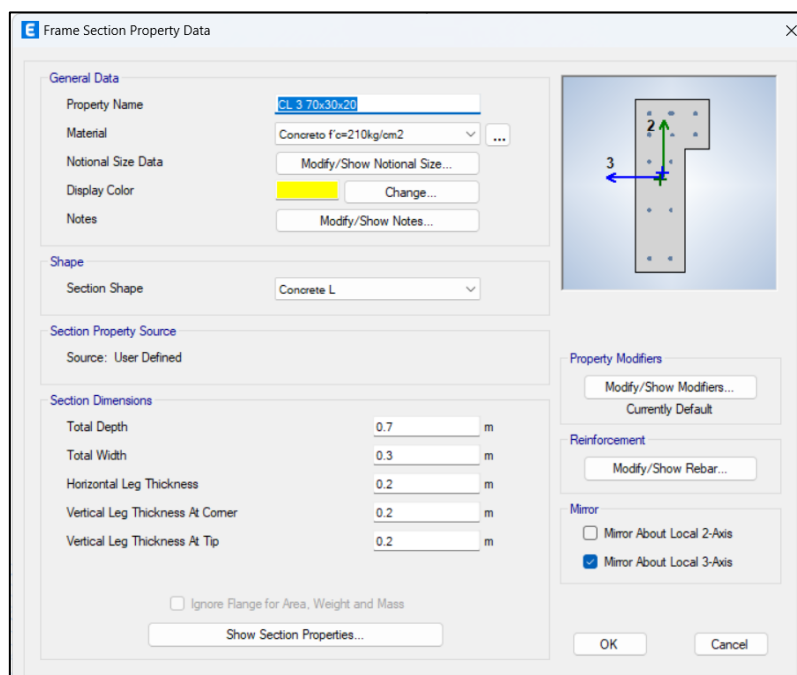 E Frame Section Property Data
General Data
Property Name CL 3 70x30x20
Material Concreto f'c=210kg/cm2 ...
Notional Size Data Modify/Show Notional Size...
Display Color Change...
Notes Modify/Show Notes...
2
3
Shape
Section Shape Concrete L
Section Property Source
Source: User Defined
Section Dimensions
Total Depth 0.7 m
Total Width 0.3 m
Horizontal Leg Thickness 0.2 m
Vertical Leg Thickness At Corner 0.2 m
Vertical Leg Thickness At Tip 0.2 m
Ignore Flange for Area, Weight and Mass
Show Section Properties...
Property Modifiers
Modify/Show Modifiers...
Currently Default
Reinforcement
Modify/Show Rebar...
Mirror
Mirror About Local 2-Axis
Mirror About Local 3-Axis
OK Cancel